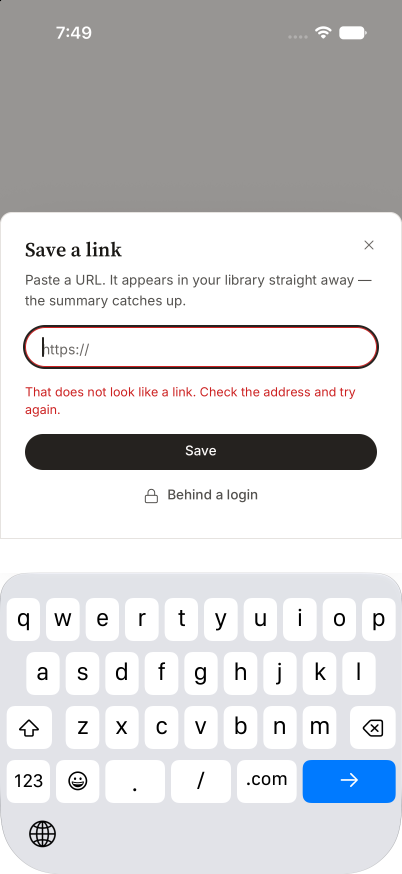 7:49
Save a link
Paste a URL. It appears in your library straight away —
the summary catches up.
https://
That does not look like a link. Check the address and try
again.
Save
Behind a login
q w e r t y u i o p
a s d f g h j k l
z x c v b n m
123 . / .com